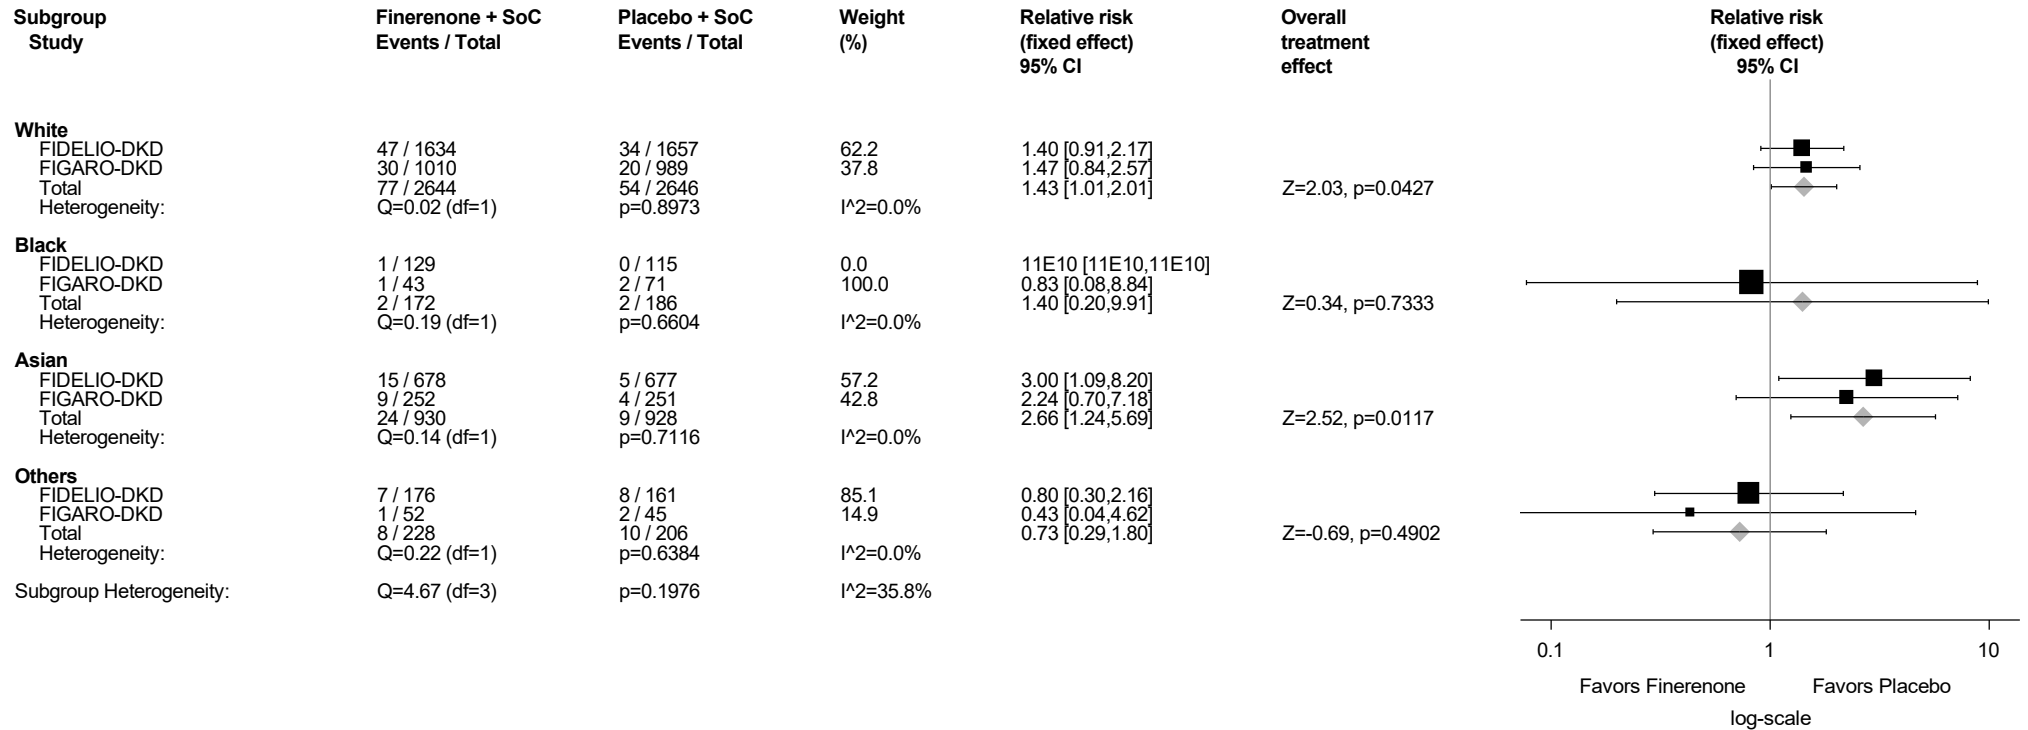 Subgroup Finerenone + SoC Placebo + SoC Weight Relative risk Overall Relative risk
Study Events / Total Events / Total (%) (fixed effect) treatment (fixed effect)
95% CI effect 95% CI
White
FIDELIO-DKD 47 / 1634 34 / 1657 62.2 1.40 [0.91,2.17]
FIGARO-DKD 30 / 1010 20 / 989 37.8 1.47 [0.84,2.57]
Total 77 / 2644 54 / 2646 1.43 [1.01,2.01] Z=2.03, p=0.0427
Heterogeneity: Q=0.02 (df=1) p=0.8973 I^2=0.0%
Black
FIDELIO-DKD 1 / 129 0 / 115 0.0 11E10 [11E10,11E10]
FIGARO-DKD 1 / 43 2 / 71 100.0 0.83 [0.08,8.84]
Total 2 / 172 2 / 186 1.40 [0.20,9.91] Z=0.34, p=0.7333
Heterogeneity: Q=0.19 (df=1) p=0.6604 I^2=0.0%
Asian
FIDELIO-DKD 15 / 678 5 / 677 57.2 3.00 [1.09,8.20]
FIGARO-DKD 9 / 252 4 / 251 42.8 2.24 [0.70,7.18]
Total 24 / 930 9 / 928 2.66 [1.24,5.69] Z=2.52, p=0.0117
Heterogeneity: Q=0.14 (df=1) p=0.7116 I^2=0.0%
Others
FIDELIO-DKD 7 / 176 8 / 161 85.1 0.80 [0.30,2.16]
FIGARO-DKD 1 / 52 2 / 45 14.9 0.43 [0.04,4.62]
Total 8 / 228 10 / 206 0.73 [0.29,1.80] Z=-0.69, p=0.4902
Heterogeneity: Q=0.22 (df=1) p=0.6384 I^2=0.0%
Subgroup Heterogeneity: Q=4.67 (df=3) p=0.1976 I^2=35.8%
0.1 1 10
Favors Finerenone Favors Placebo
log-scale